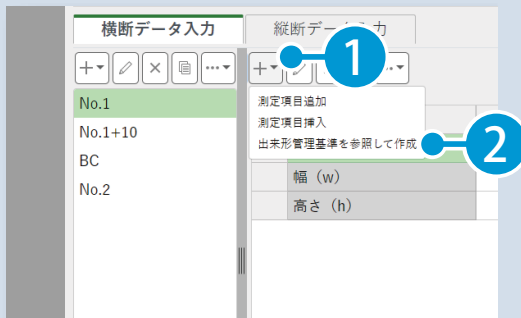 横断データ入力
縦断データ入力
1
No.1
No.1+10
BC
No.2
測定項目追加
測定項目挿入
出来形管理基準を参照して作成
2
幅（w）
高さ（h）